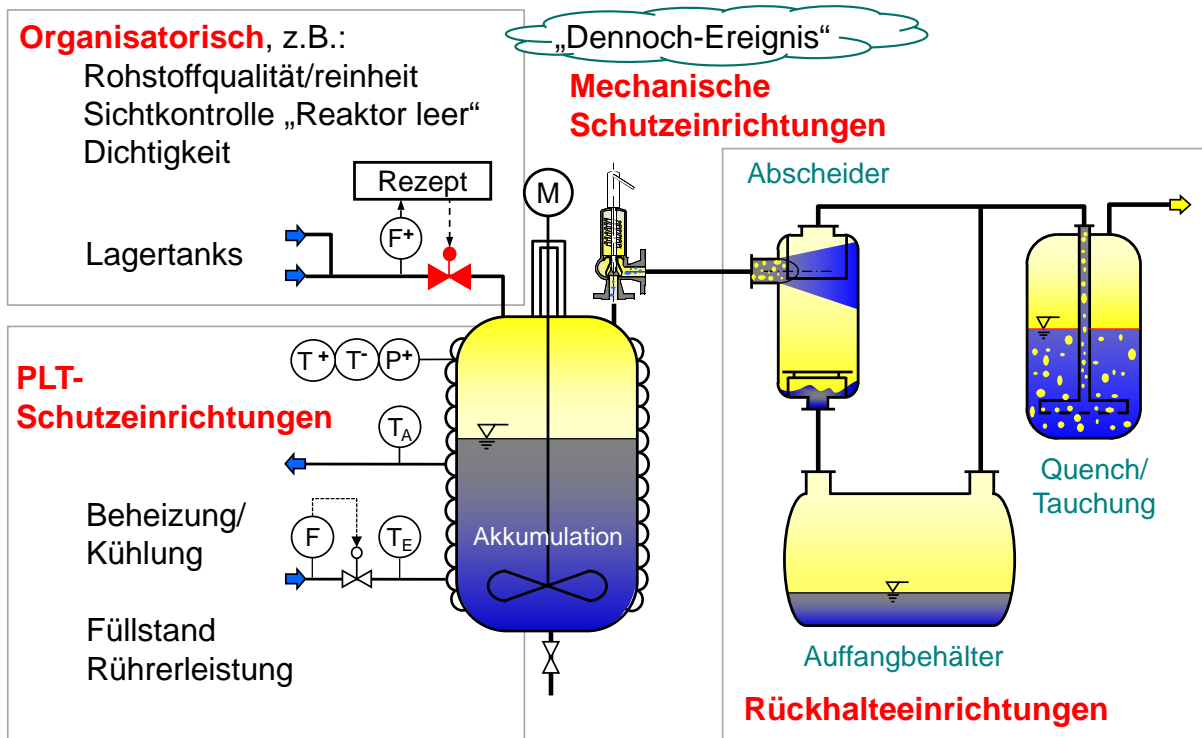 Organisatorisch, z.B.:
Rohstoffqualität/reinheit
Sichtkontrolle „Reaktor leer“
Dichtigkeit
„Dennoch-Ereignis“
Mechanische
Schutzeinrichtungen
Rezept
F+
M
Lagertanks
Abscheider
PLT-
Schutzeinrichtungen
T+ T- P+
TA
Beheizung/
Kühlung
F
TE
Akkumulation
Füllstand
Rührerleistung
Quench/
Tauchung
Auffangbehälter
Rückhalteeinrichtungen